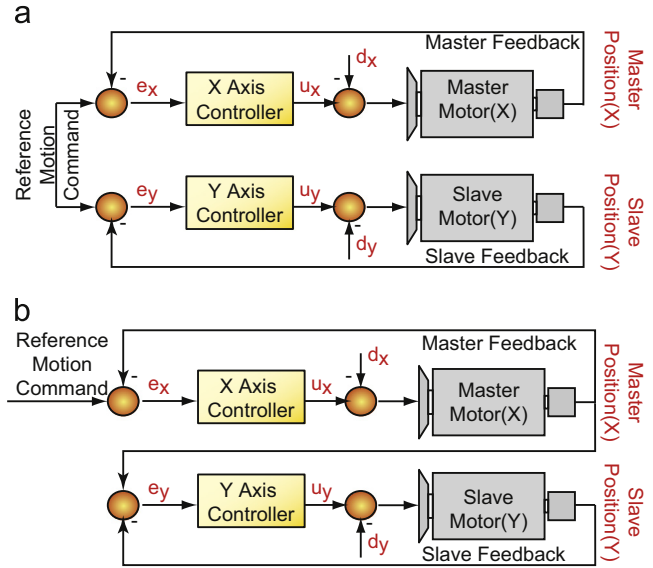 a
Master Feedback
Master
Position(X)
-
dx
ex
X Axis
Controller
ux
-
Master
Motor(X)
Reference
Motion
Command
ey
Y Axis
Controller
uy
Slave
Motor(Y)
-
-
dy
Slave Feedback
Slave
Position(Y)
b
Reference
Motion
Command
Master Feedback
Master
Position(X)
-
dx
ex
X Axis
Controller
ux
-
Master
Motor(X)
ey
Y Axis
Controller
uy
Slave
Motor(Y)
-
-
dy
Slave Feedback
Slave
Position(Y)